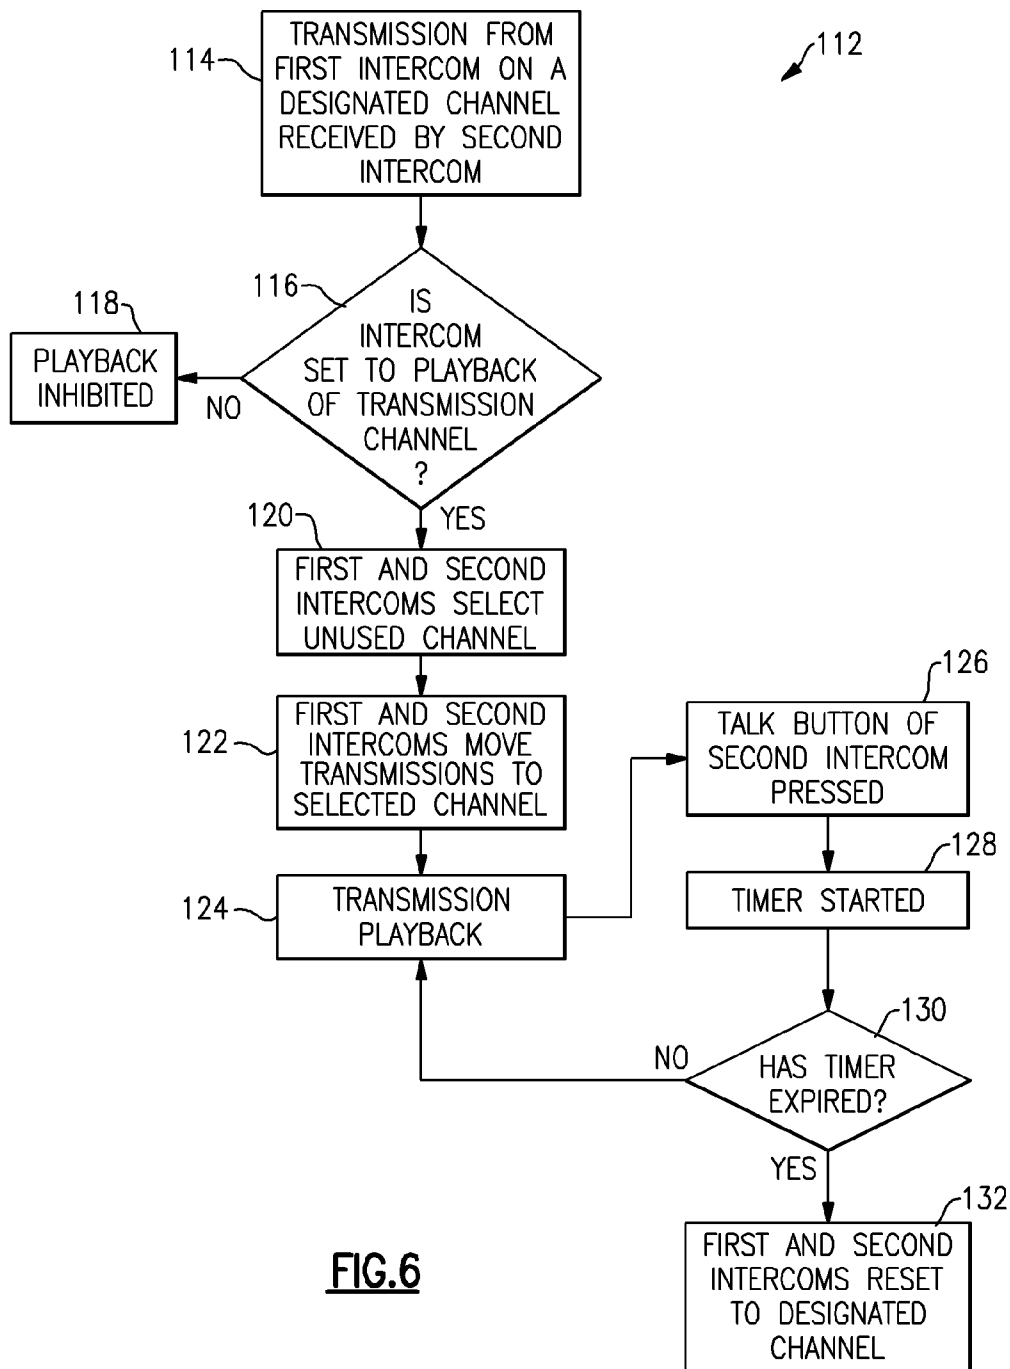 TRANSMISSION FROM
FIRST INTERCOM ON A
DESIGNATED CHANNEL
RECEIVED BY SECOND
INTERCOM
114
112
116
IS
INTERCOM
SET TO PLAYBACK
OF TRANSMISSION
CHANNEL
?
118
PLAYBACK
INHIBITED
NO
YES
120
FIRST AND SECOND
INTERCOMS SELECT
UNUSED CHANNEL
122
FIRST AND SECOND
INTERCOMS MOVE
TRANSMISSIONS TO
SELECTED CHANNEL
124
TRANSMISSION
PLAYBACK
126
TALK BUTTON OF
SECOND INTERCOM
PRESSED
128
TIMER STARTED
130
HAS TIMER
EXPIRED?
NO
YES
132
FIRST AND SECOND
INTERCOMS RESET
TO DESIGNATED
CHANNEL
FIG.6